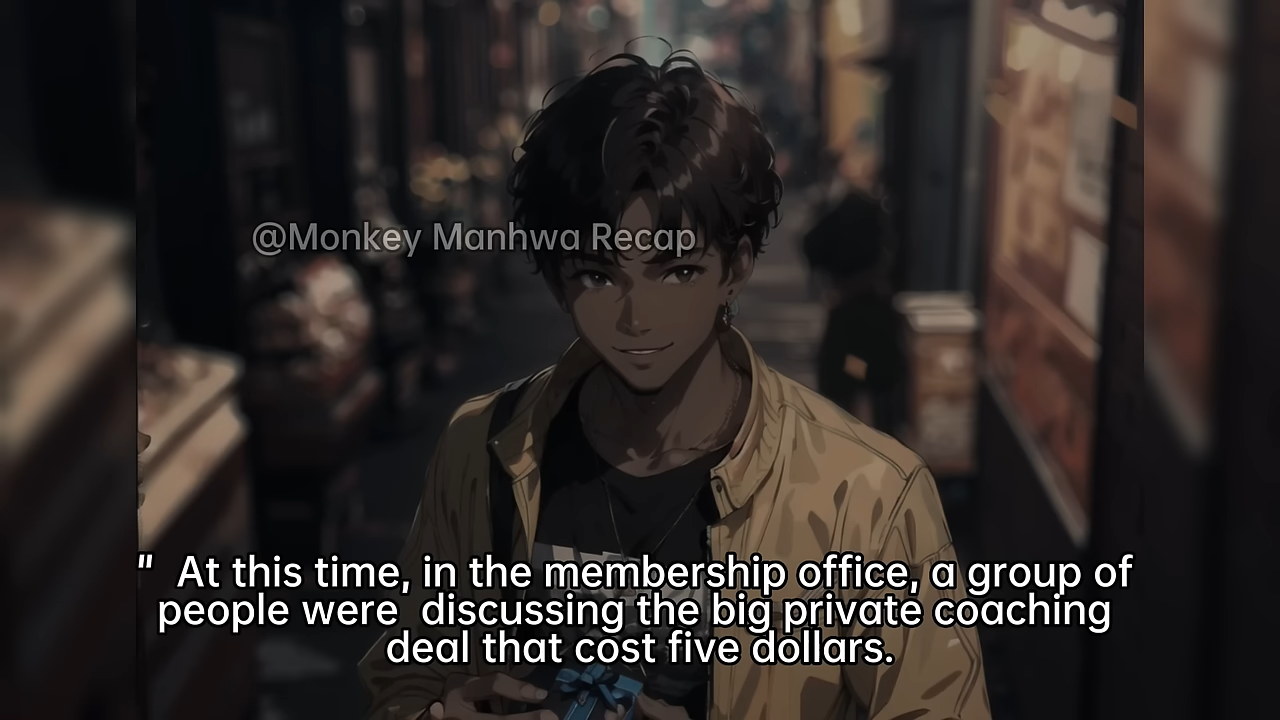 @Monkey Manhwa Recap
" At this time, in the membership office, a group of
people were discussing the big private coaching
deal that cost five dollars.